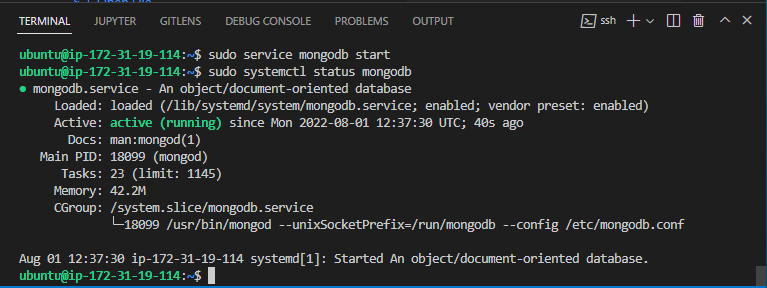 TERMINAL JUPYTER GITLENS DEBUG CONSOLE PROBLEMS OUTPUT ssh
ubuntu@ip-172-31-19-114:~$ sudo service mongodb start
ubuntu@ip-172-31-19-114:~$ sudo systemctl status mongodb
● mongodb.service - An object/document-oriented database
Loaded: loaded (/lib/systemd/system/mongodb.service; enabled; vendor preset: enabled)
Active: active (running) since Mon 2022-08-01 12:37:30 UTC; 40s ago
Docs: man:mongod(1)
Main PID: 18099 (mongod)
Tasks: 23 (limit: 1145)
Memory: 42.2M
CGroup: /system.slice/mongodb.service
└─18099 /usr/bin/mongod --unixSocketPrefix=/run/mongodb --config /etc/mongodb.conf
Aug 01 12:37:30 ip-172-31-19-114 systemd[1]: Started An object/document-oriented database.
ubuntu@ip-172-31-19-114:~$